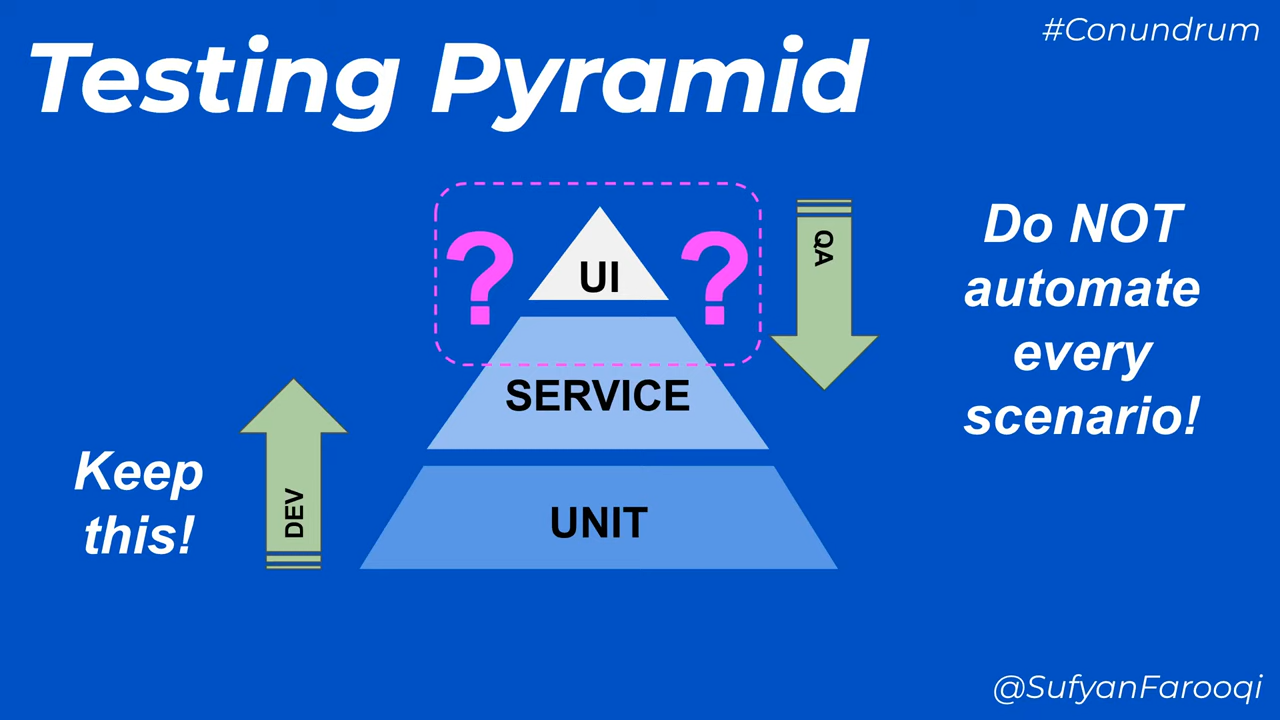 #Conundrum
Testing Pyramid
? UI ?
QA
Do NOT
automate
every
scenario!
SERVICE
Keep
this!
DEV
UNIT
@SufyanFarooqi